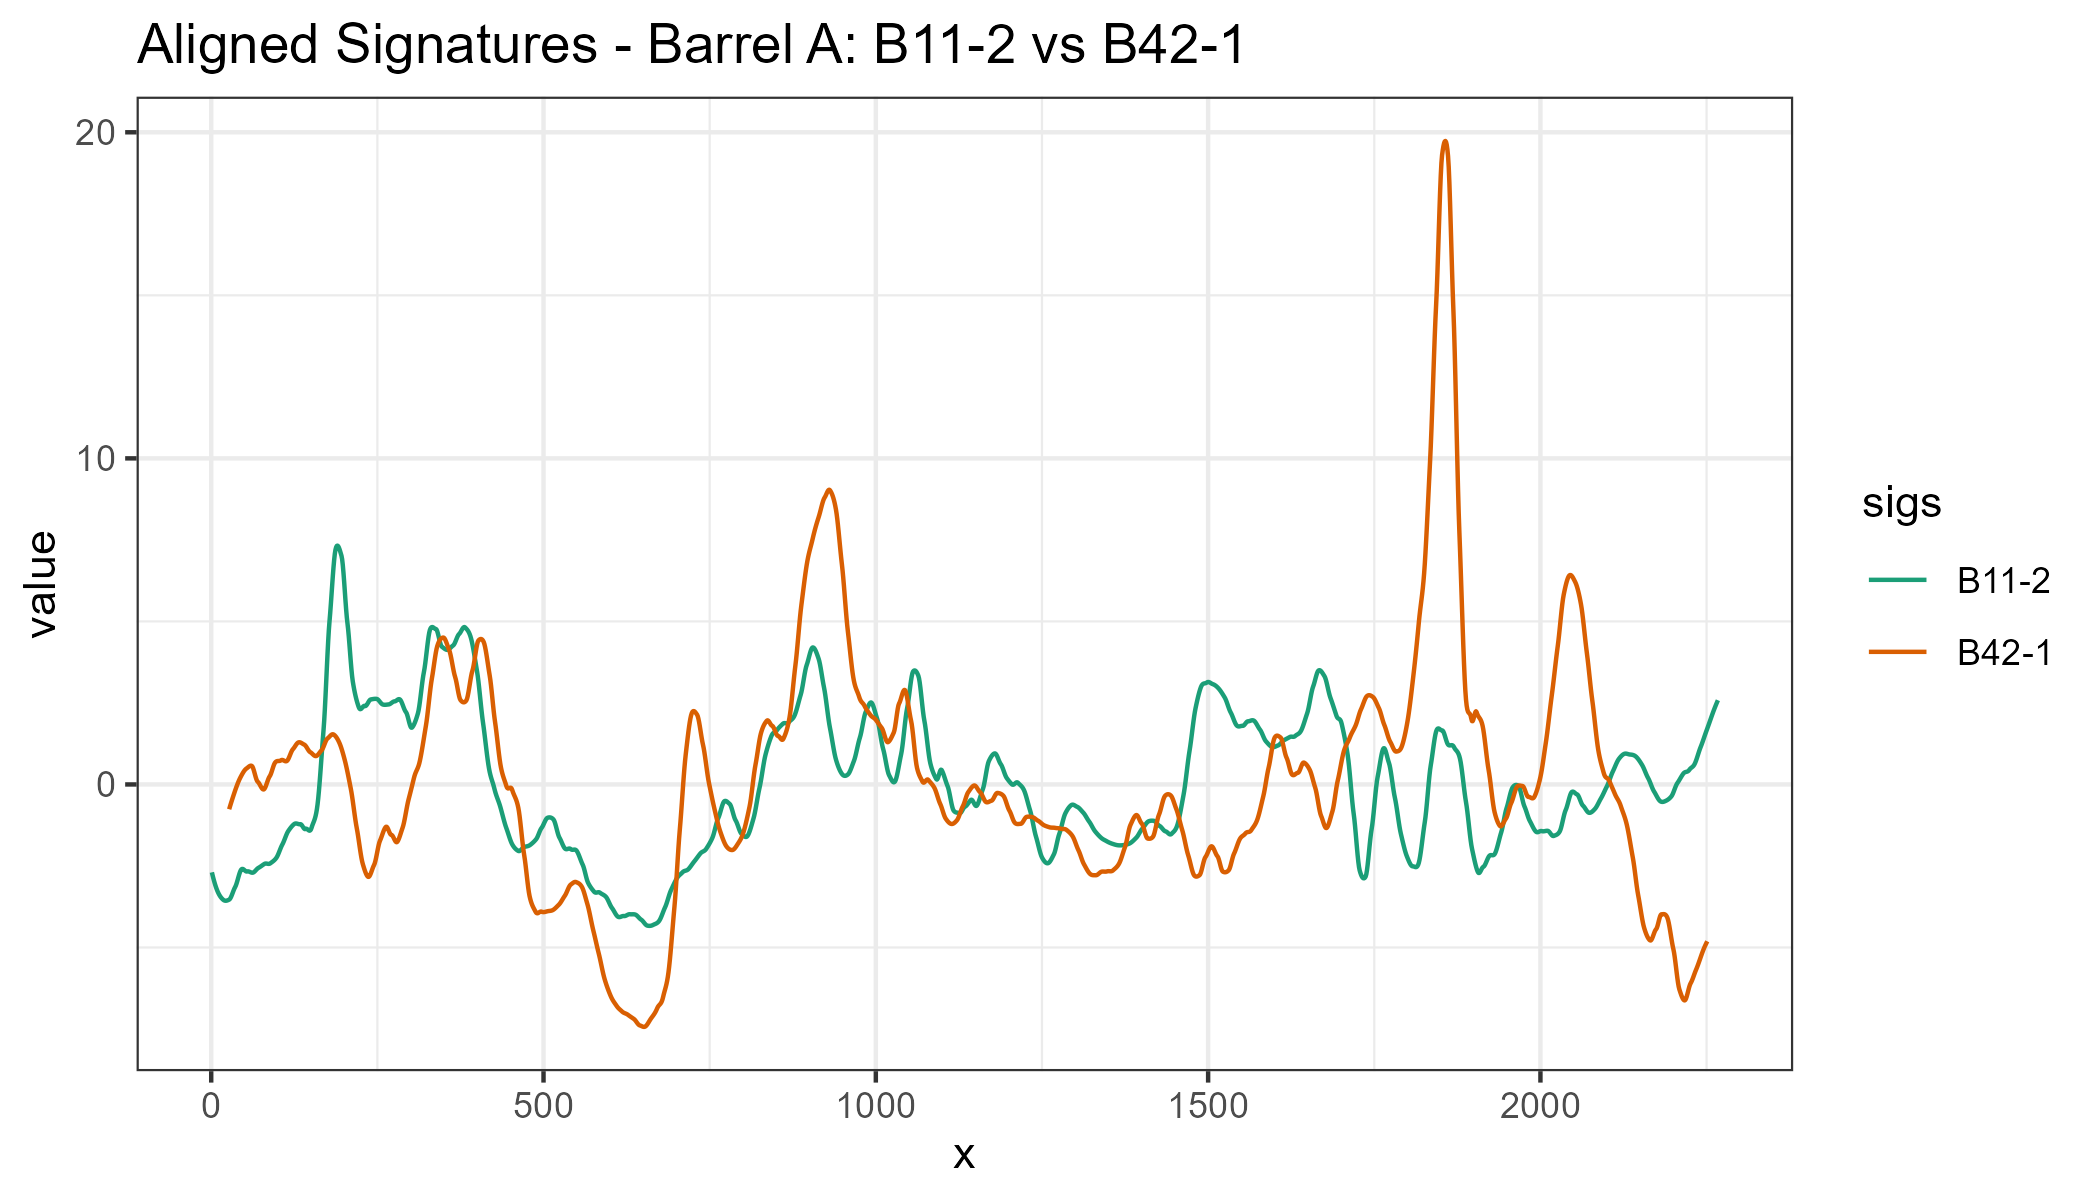 Aligned Signatures - Barrel A: B11-2 vs B42-1
20
10
0
value
0
500
1000
1500
2000
x
sigs
B11-2
B42-1